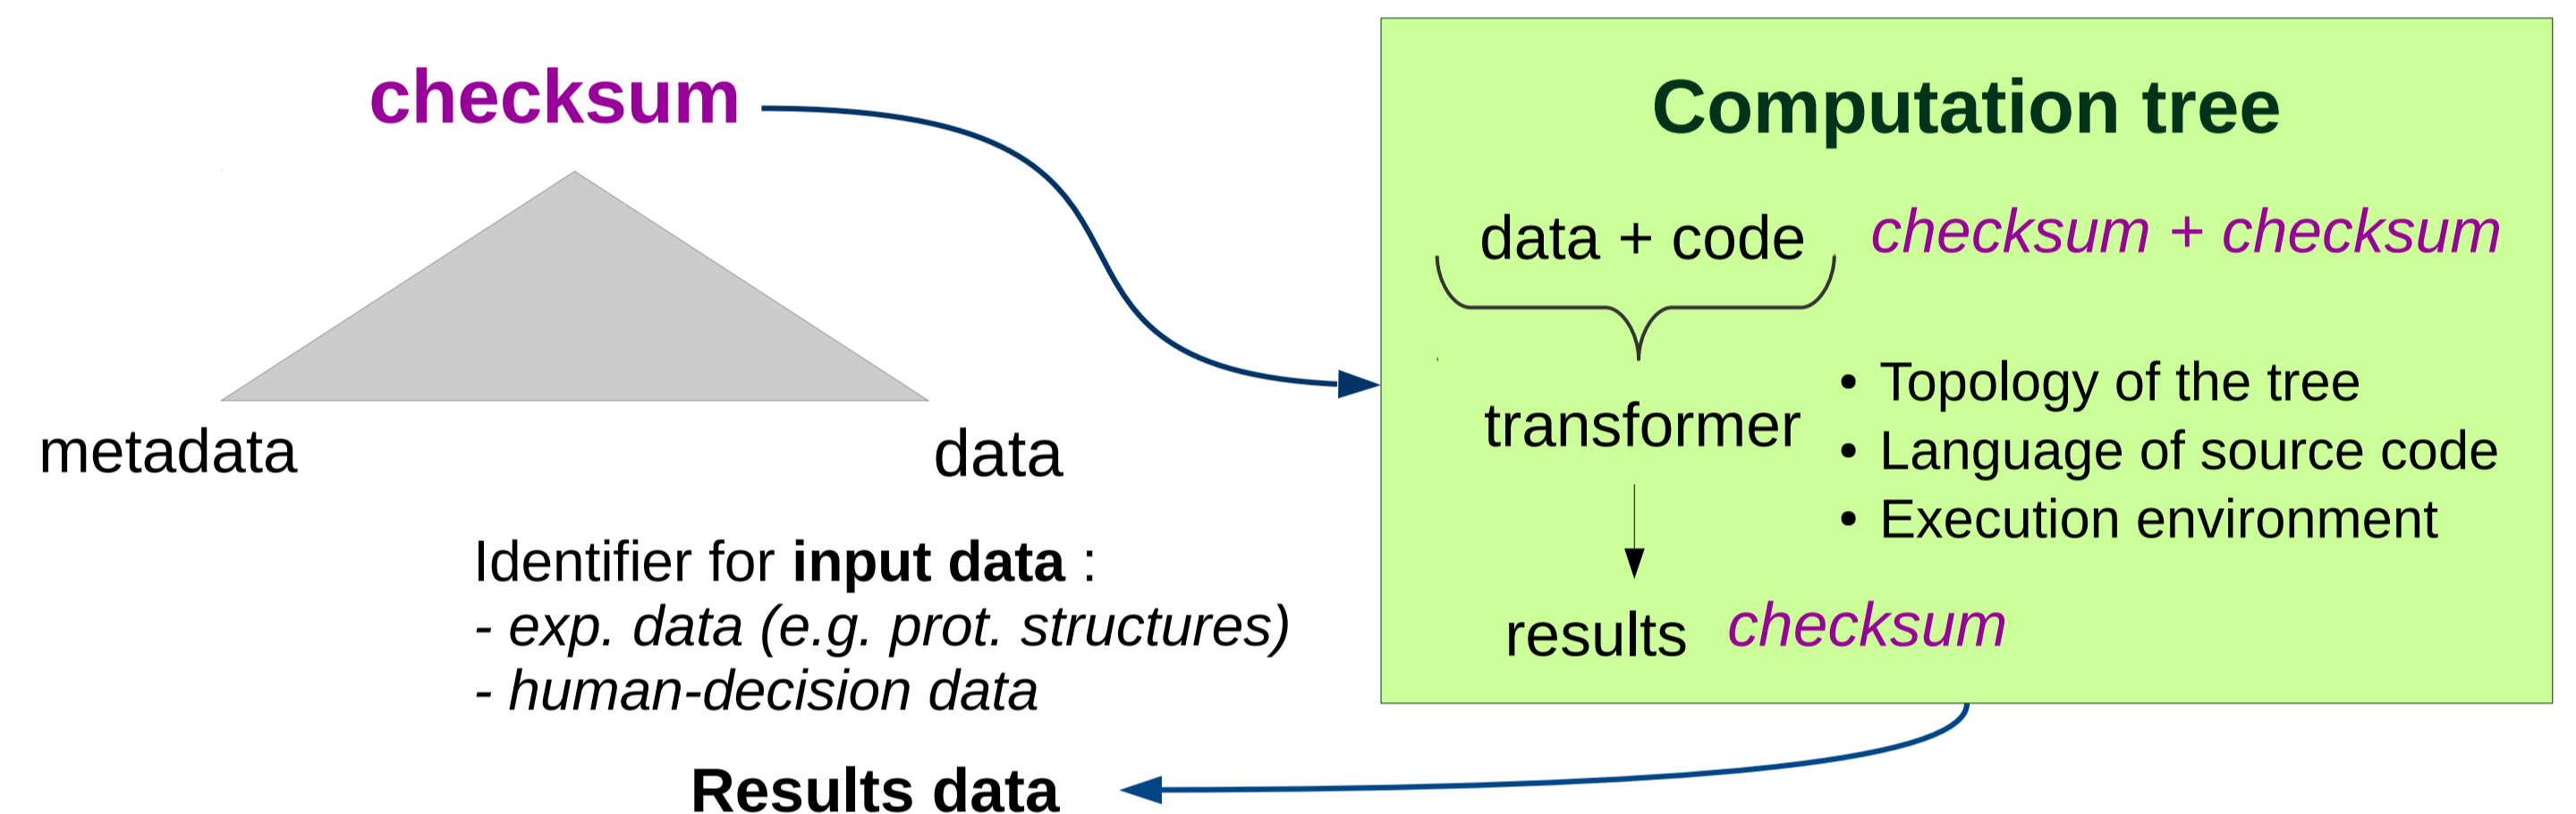 checksum
metadata
data
Identifier for input data :
- exp. data (e.g. prot. structures)
- human-decision data
Results data
Computation tree
data + code
checksum + checksum
transformer
• Topology of the tree
• Language of source code
• Execution environment
results
checksum